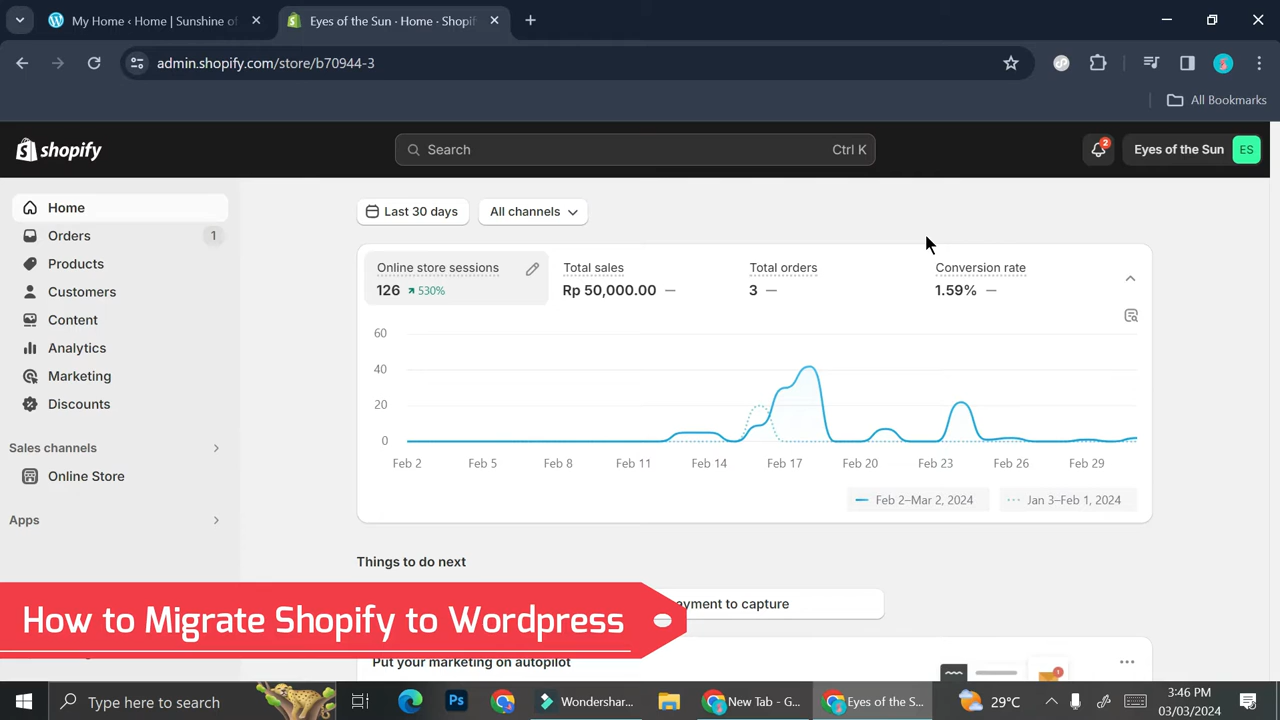 My Home ‹ Home | Sunshine of
Eyes of the Sun · Home · Shopif
admin.shopify.com/store/b70944-3
All Bookmarks
shopify
Search
Ctrl K
2
Eyes of the Sun
ES
Home
Orders
1
Products
Customers
Content
Analytics
Marketing
Discounts
Sales channels
Online Store
Apps
Last 30 days
All channels
Online store sessions
126 530%
Total sales
Rp 50,000.00 —
Total orders
3 —
Conversion rate
1.59% —
60
40
20
0
Feb 2
Feb 5
Feb 8
Feb 11
Feb 14
Feb 17
Feb 20
Feb 23
Feb 26
Feb 29
Feb 2–Mar 2, 2024
Jan 3–Feb 1, 2024
Things to do next
ayment to capture
How to Migrate Shopify to Wordpress
Put your marketing on autopilot
Type here to search
Ps
Wondershar...
New Tab - G...
Eyes of the S...
29°C
3:46 PM
03/03/2024